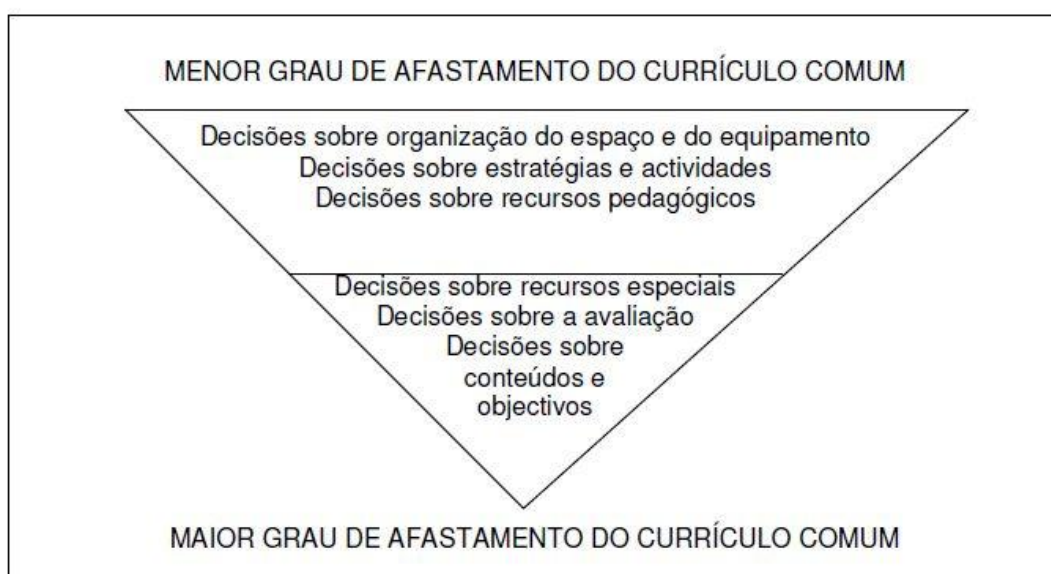 MENOR GRAU DE AFASTAMENTO DO CURRÍCULO COMUM
Decisões sobre organização do espaço e do equipamento
Decisões sobre estratégias e actividades
Decisões sobre recursos pedagógicos
Decisões sobre recursos especiais
Decisões sobre a avaliação
Decisões sobre
conteúdos e
objectivos
MAIOR GRAU DE AFASTAMENTO DO CURRÍCULO COMUM